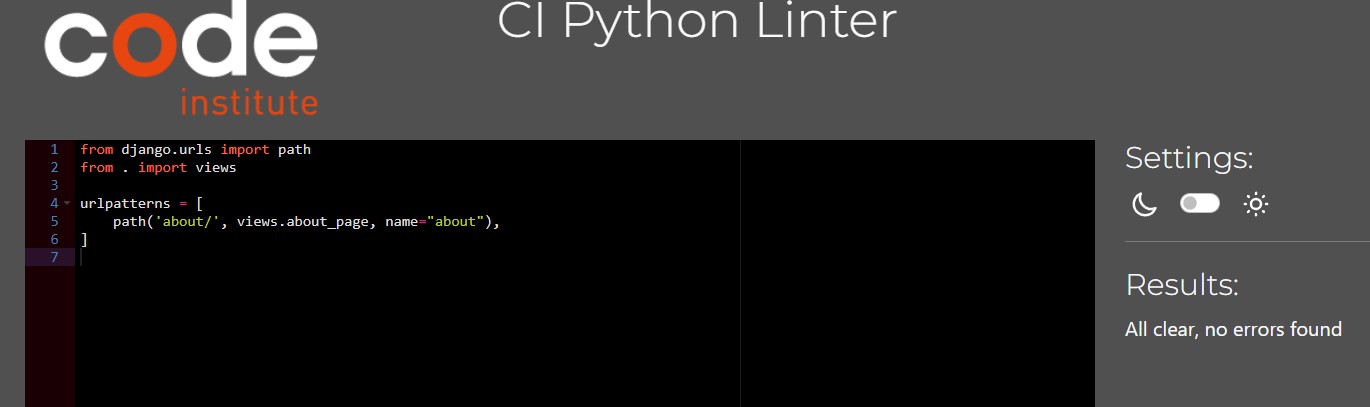 code
institute
CI Python Linter
1 from django.urls import path
2 from . import views
3
4 urlpatterns = [
5     path('about/', views.about_page, name="about"),
6 ]
7
Settings:
Results:
All clear, no errors found